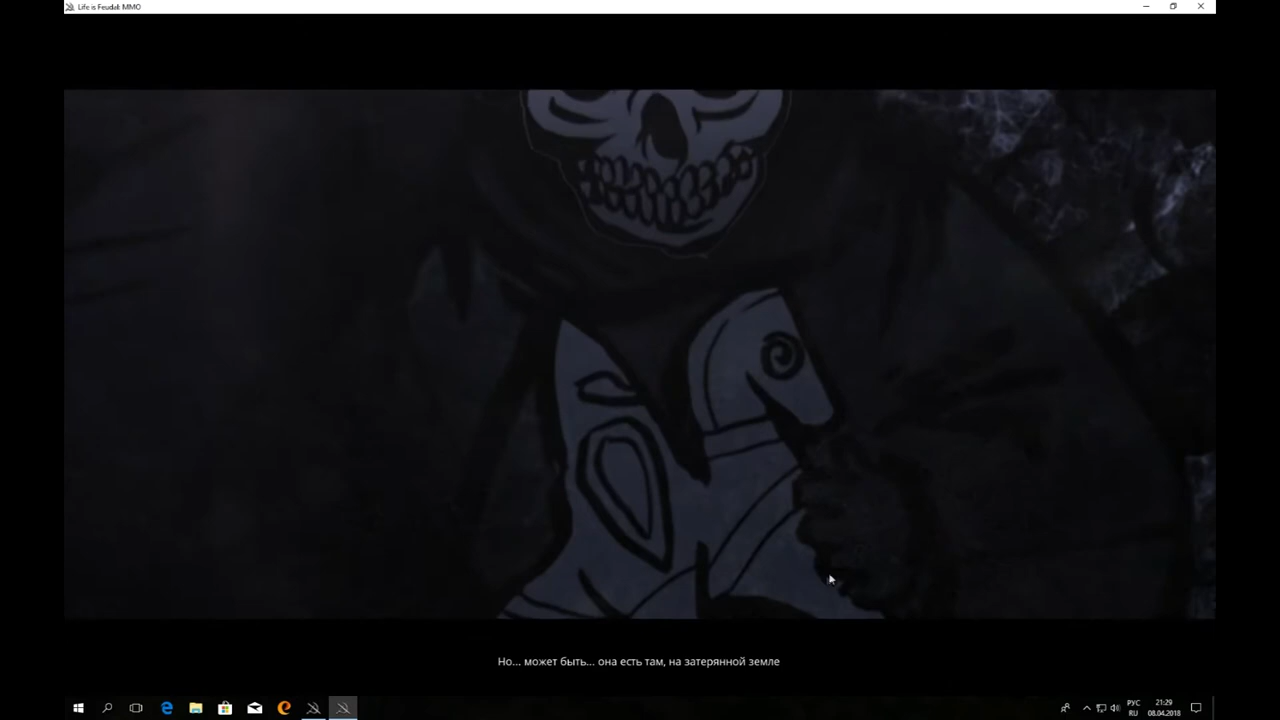 Life is Feudal: MMO
Но... может быть... она есть там, на затерянной земле
РУС
21:29
RU
08.04.2018